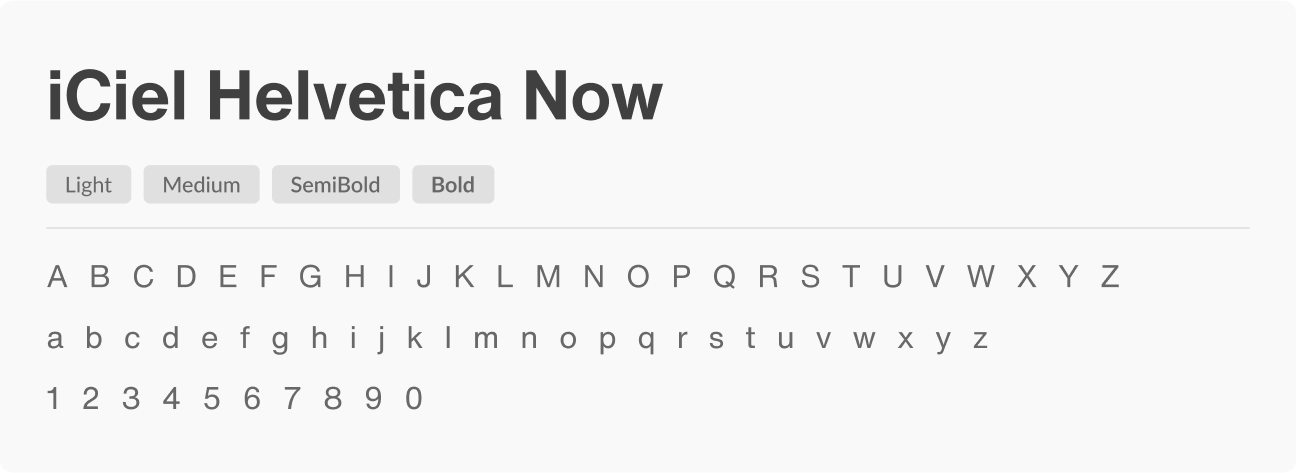 iCiel Helvetica Now
Light Medium SemiBold Bold
A B C D E F G H I J K L M N O P Q R S T U V W X Y Z
a b c d e f g h i j k l m n o p q r s t u v w x y z
1 2 3 4 5 6 7 8 9 0